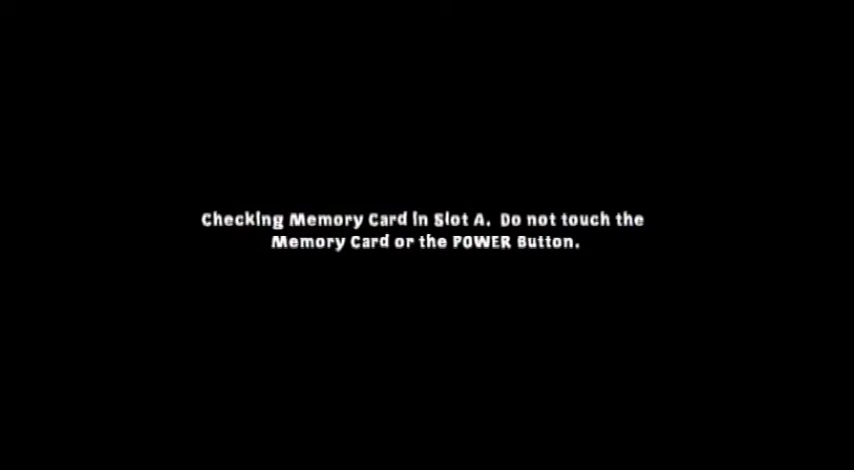 Checking Memory Card in Slot A.  Do not touch the
Memory Card or the POWER Button.